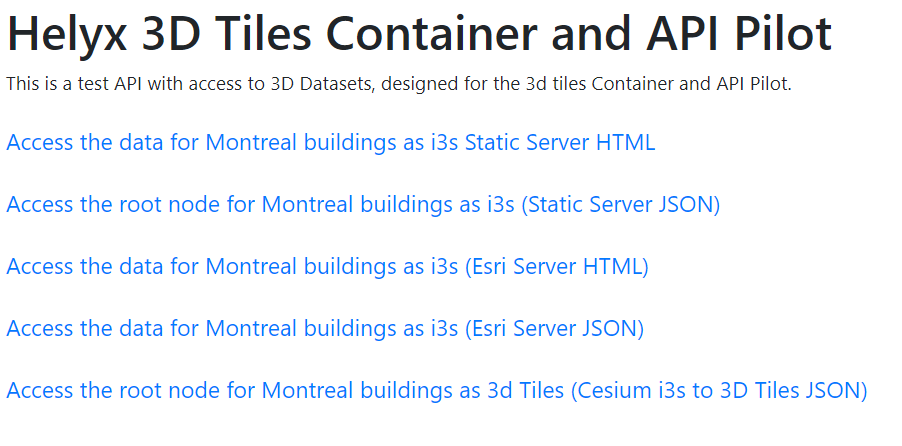 Helyx 3D Tiles Container and API Pilot
This is a test API with access to 3D Datasets, designed for the 3d tiles Container and API Pilot.
Access the data for Montreal buildings as i3s Static Server HTML
Access the root node for Montreal buildings as i3s (Static Server JSON)
Access the data for Montreal buildings as i3s (Esri Server HTML)
Access the data for Montreal buildings as i3s (Esri Server JSON)
Access the root node for Montreal buildings as 3d Tiles (Cesium i3s to 3D Tiles JSON)